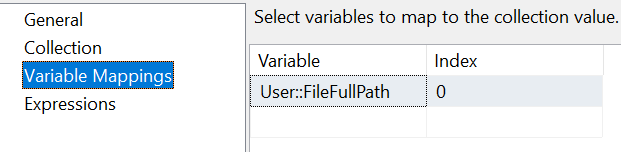 General
Collection
Variable Mappings
Expressions
Select variables to map to the collection value.
Variable Index
User::FileFullPath 0